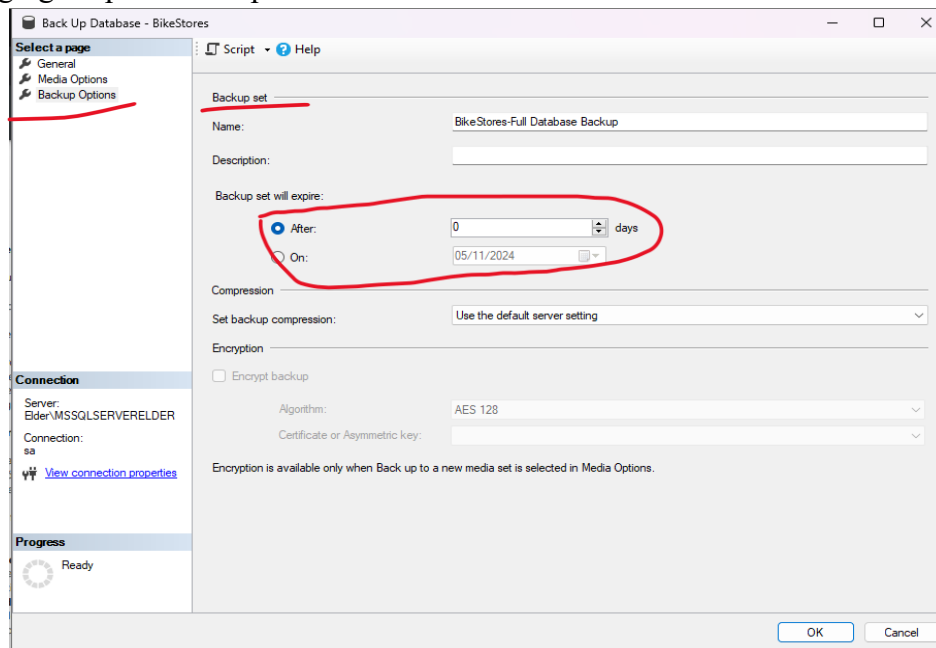 Back Up Database - BikeStores
Select a page
General
Media Options
Backup Options
Script
Help
Backup set
Name:
BikeStores-Full Database Backup
Description:
Backup set will expire:
After:
0
days
On:
05/11/2024
Compression
Set backup compression:
Use the default server setting
Encryption
Encrypt backup
Algorithm:
AES 128
Certificate or Asymmetric key:
Encryption is available only when Back up to a new media set is selected in Media Options.
Connection
Server:
Elder\MSSQLSERVERELDER
Connection:
sa
View connection properties
Progress
Ready
OK
Cancel